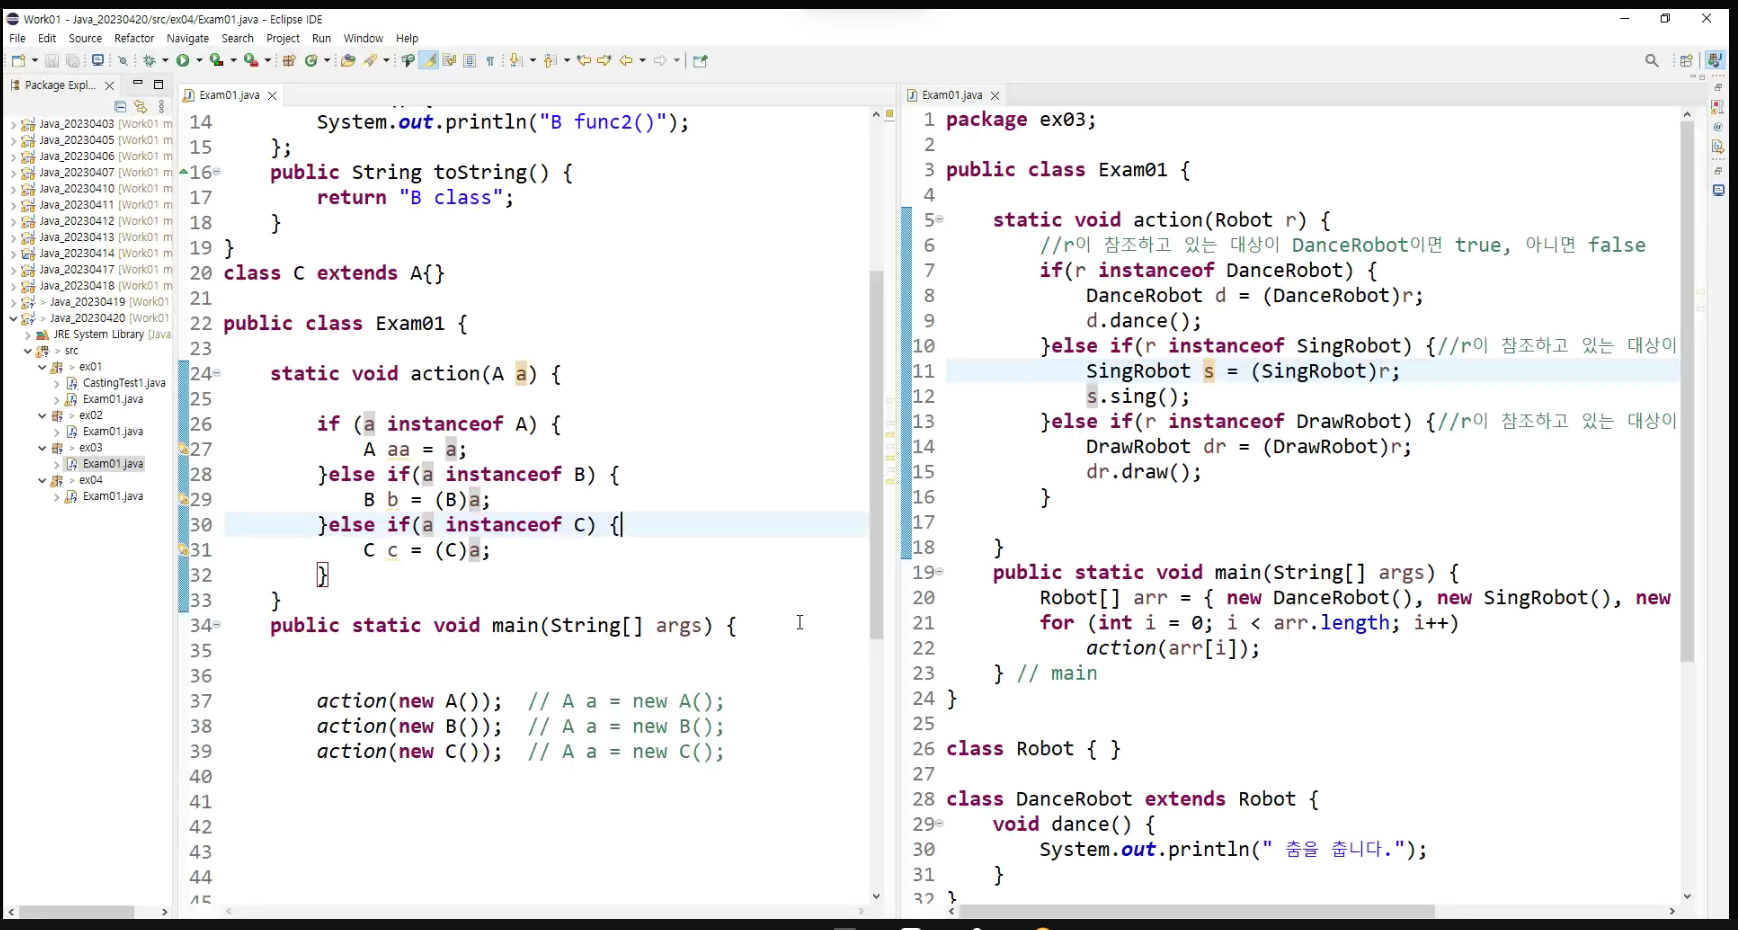 Work01 - Java_20230420/src/ex04/Exam01.java - Eclipse IDE
File Edit Source Refactor Navigate Search Project Run Window Help
Package Expl...
Java_20230403 [Work01 m
Java_20230405 [Work01 m
Java_20230406 [Work01 m
Java_20230407 [Work01 m
Java_20230410 [Work01 m
Java_20230411 [Work01 m
Java_20230412 [Work01 m
Java_20230413 [Work01 m
Java_20230414 [Work01 m
Java_20230417 [Work01 m
Java_20230418 [Work01 m
> Java_20230419 [Work01
> Java_20230420 [Work01
JRE System Library [Java
> src
> ex01
CastingTest1.java
Exam01.java
> ex02
Exam01.java
> ex03
Exam01.java
> ex04
Exam01.java
Exam01.java
14 System.out.println("B func2()");
15 };
16 public String toString() {
17 return "B class";
18 }
19 }
20 class C extends A{}
21
22 public class Exam01 {
23
24 static void action(A a) {
25
26 if (a instanceof A) {
27 A aa = a;
28 }else if(a instanceof B) {
29 B b = (B)a;
30 }else if(a instanceof C) {
31 C c = (C)a;
32 }
33 }
34 public static void main(String[] args) {
35
36
37 action(new A()); // A a = new A();
38 action(new B()); // A a = new B();
39 action(new C()); // A a = new C();
40
41
42
43
44
45
Exam01.java
1 package ex03;
2
3 public class Exam01 {
4
5 static void action(Robot r) {
6 //r이 참조하고 있는 대상이 DanceRobot이면 true, 아니면 false
7 if(r instanceof DanceRobot) {
8 DanceRobot d = (DanceRobot)r;
9 d.dance();
10 }else if(r instanceof SingRobot) {//r이 참조하고 있는 대상이
11 SingRobot s = (SingRobot)r;
12 s.sing();
13 }else if(r instanceof DrawRobot) {//r이 참조하고 있는 대상이
14 DrawRobot dr = (DrawRobot)r;
15 dr.draw();
16 }
17
18 }
19 public static void main(String[] args) {
20 Robot[] arr = { new DanceRobot(), new SingRobot(), new
21 for (int i = 0; i < arr.length; i++)
22 action(arr[i]);
23 } // main
24 }
25
26 class Robot { }
27
28 class DanceRobot extends Robot {
29 void dance() {
30 System.out.println(" 춤을 춥니다.");
31 }
32 }